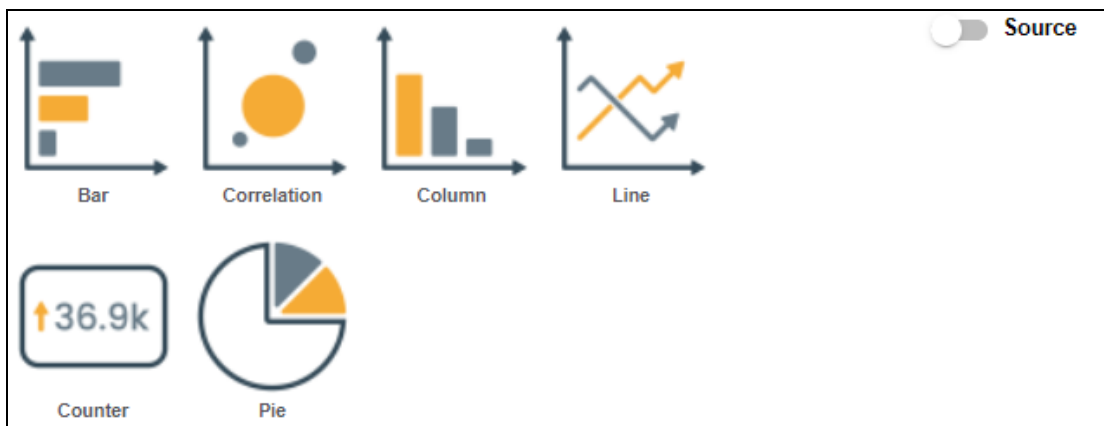 Source
Bar
Correlation
Column
Line
36.9k
Counter
Pie